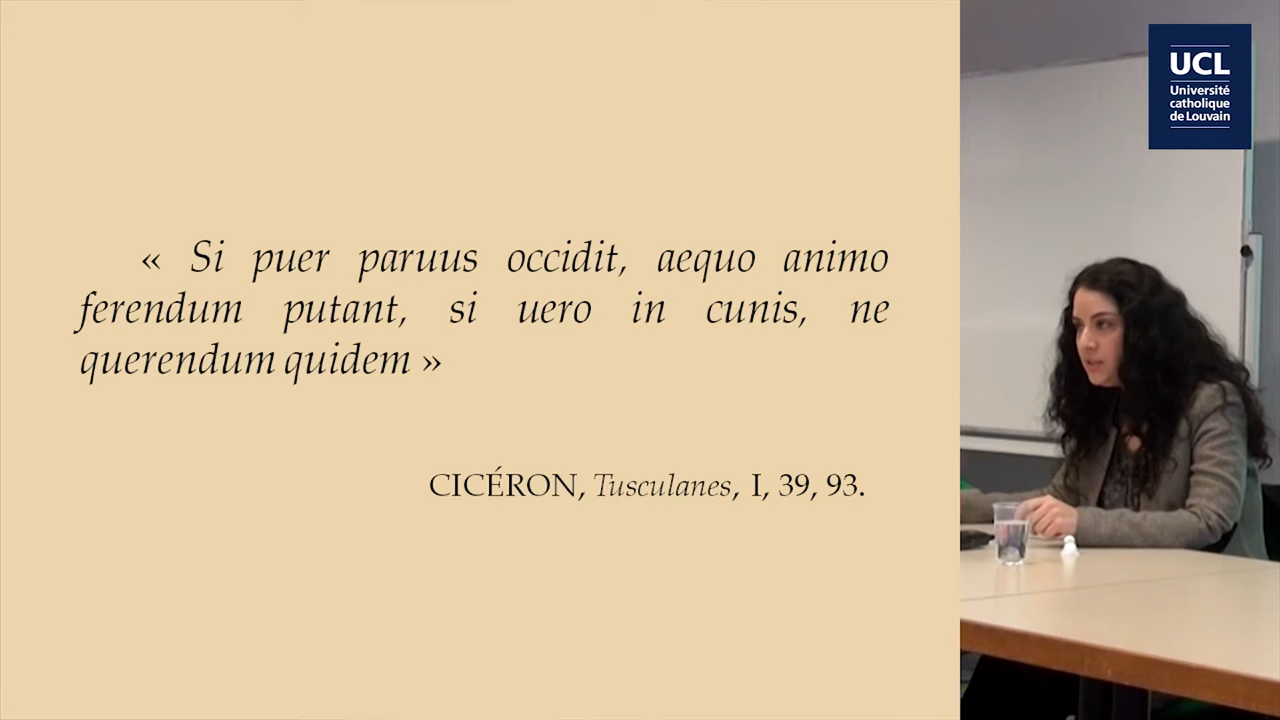 « Si puer paruus occidit, aequo animo
ferendum putant, si uero in cunis, ne
querendum quidem »
CICÉRON, Tusculanes, I, 39, 93.
UCL
Université
catholique
de Louvain